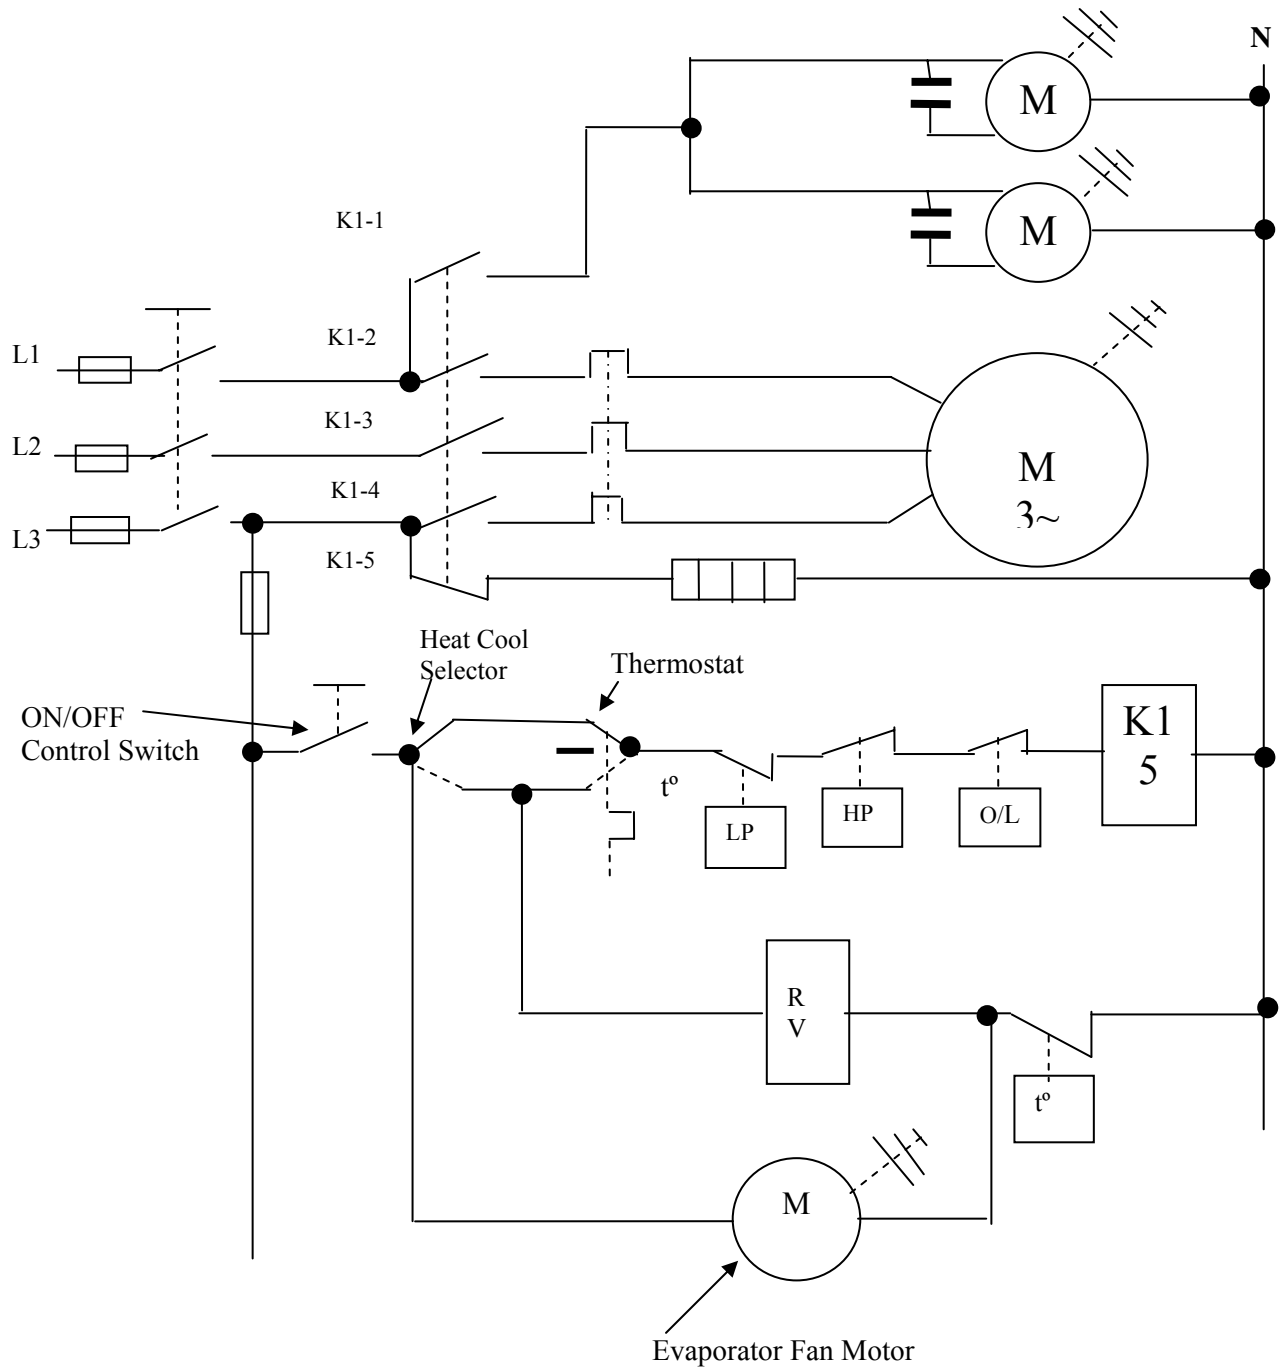 N
M
M
K1-1
K1-2
L1
K1-3
L2
K1-4
M
3~
L3
K1-5
Heat Cool
Selector
Thermostat
ON/OFF
Control Switch
K1
5
tº
LP
HP
O/L
R
V
tº
M
Evaporator Fan Motor